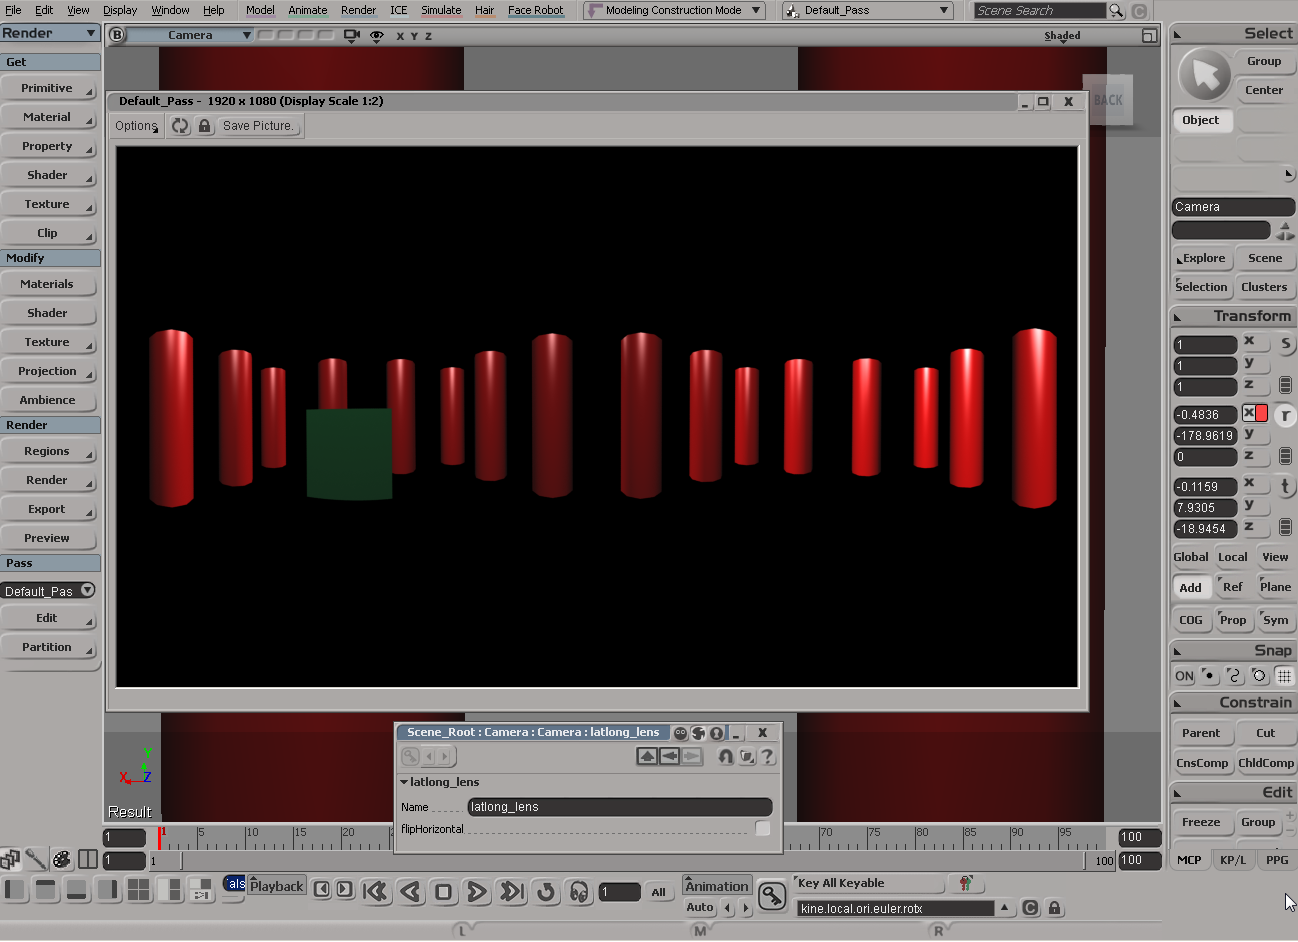 File Edit View Display Window Help Model Animate Render ICE Simulate Hair Face Robot Modeling Construction Mode Default_Pass Scene Search C
Render
B Camera X Y Z Shaded
Select
Get
Primitive
Material
Property
Shader
Texture
Clip
Modify
Materials
Shader
Texture
Projection
Ambience
Render
Regions
Render
Export
Preview
Pass
Default_Pas
Edit
Partition
Default_Pass - 1920 x 1080 (Display Scale 1:2)
Options Save Picture.
BACK
Y
X Z
Result
Scene_Root : Camera : Camera : latlong_lens
?
latlong_lens
Name latlong_lens
flipHorizontal
Group
Center
Object
Camera
Explore Scene
Selection Clusters
Transform
1 x s
1 y
1 z
-0.4836 x r
-178.9619 y
0 z
-0.1159 x t
7.9305 y
-18.9454 z
Global Local View
Add Ref Plane
COG Prop Sym
Snap
ON
Constrain
Parent Cut
CnsComp ChldComp
Edit
Freeze Group
MCP KP/L PPG
1 1 5 10 15 20 70 75 80 85 90 95 100
1 1 100 100
als Playback 1 All Animation Key All Keyable
Auto kine.local.ori.euler.rotx C
L M R